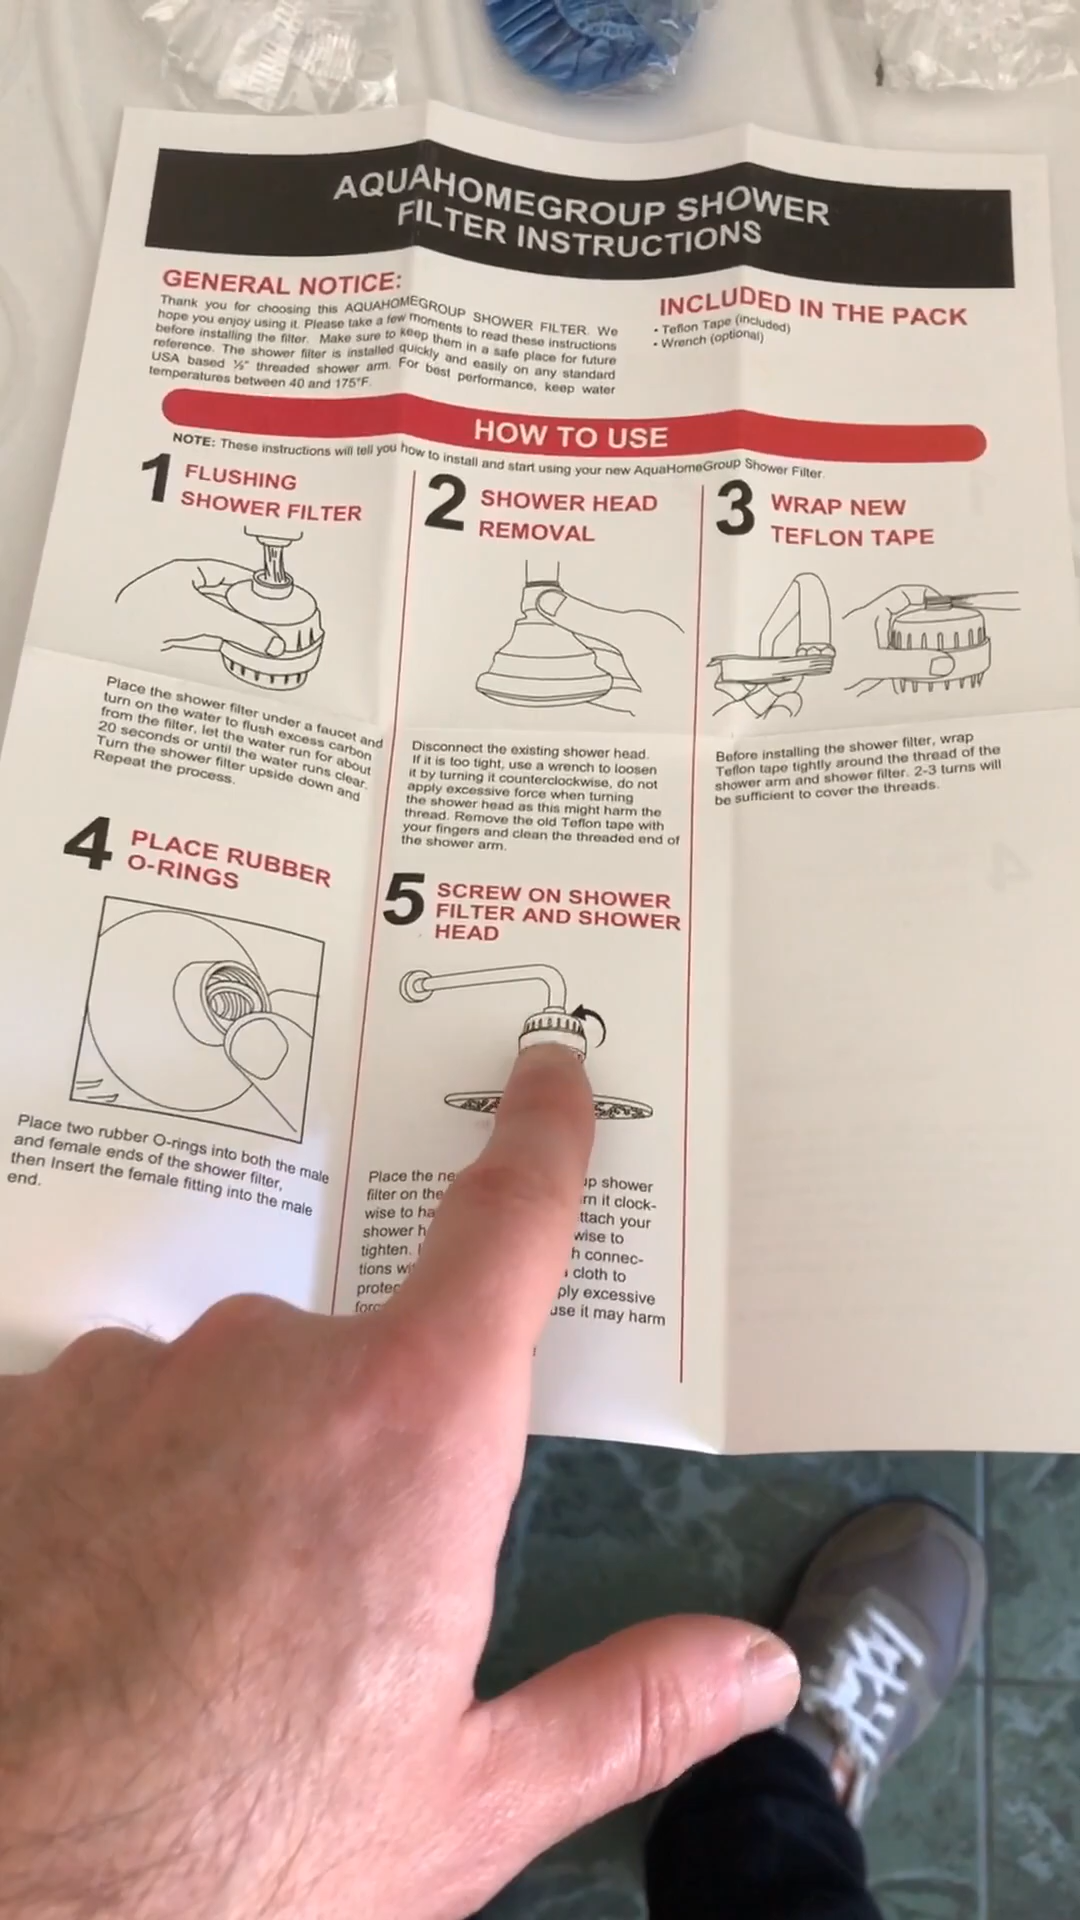 AQUAHOMEGROUP SHOWER
FILTER INSTRUCTIONS
GENERAL NOTICE:
Thank you for choosing this AQUAHOMEGROUP SHOWER FILTER. We
hope you enjoy using it. Please take a few moments to read these instructions
before installing the filter. Make sure to keep them in a safe place for future
reference. The shower filter is installed quickly and easily on any standard
USA based ½" threaded shower arm. For best performance, keep water
temperatures between 40 and 175°F.
INCLUDED IN THE PACK
• Teflon Tape (included)
• Wrench (optional)
HOW TO USE
NOTE: These instructions will tell you how to install and start using your new AquaHomeGroup Shower Filter.
1 FLUSHING
SHOWER FILTER
Place the shower filter under a faucet and
turn on the water to flush excess carbon
from the filter, let the water run for about
20 seconds or until the water runs clear.
Turn the shower filter upside down and
Repeat the process.
2 SHOWER HEAD
REMOVAL
Disconnect the existing shower head.
If it is too tight, use a wrench to loosen
it by turning it counterclockwise, do not
apply excessive force when turning
the shower head as this might harm the
thread. Remove the old Teflon tape with
your fingers and clean the threaded end of
the shower arm.
3 WRAP NEW
TEFLON TAPE
Before installing the shower filter, wrap
Teflon tape tightly around the thread of the
shower arm and shower filter. 2-3 turns will
be sufficient to cover the threads.
4 PLACE RUBBER
O-RINGS
Place two rubber O-rings into both the male
and female ends of the shower filter,
then Insert the female fitting into the male
end.
5 SCREW ON SHOWER
FILTER AND SHOWER
HEAD
Place the shower
filter on the it clock-
wise to your
shower to
tighten. connec-
tions cloth to
excessive
it may harm